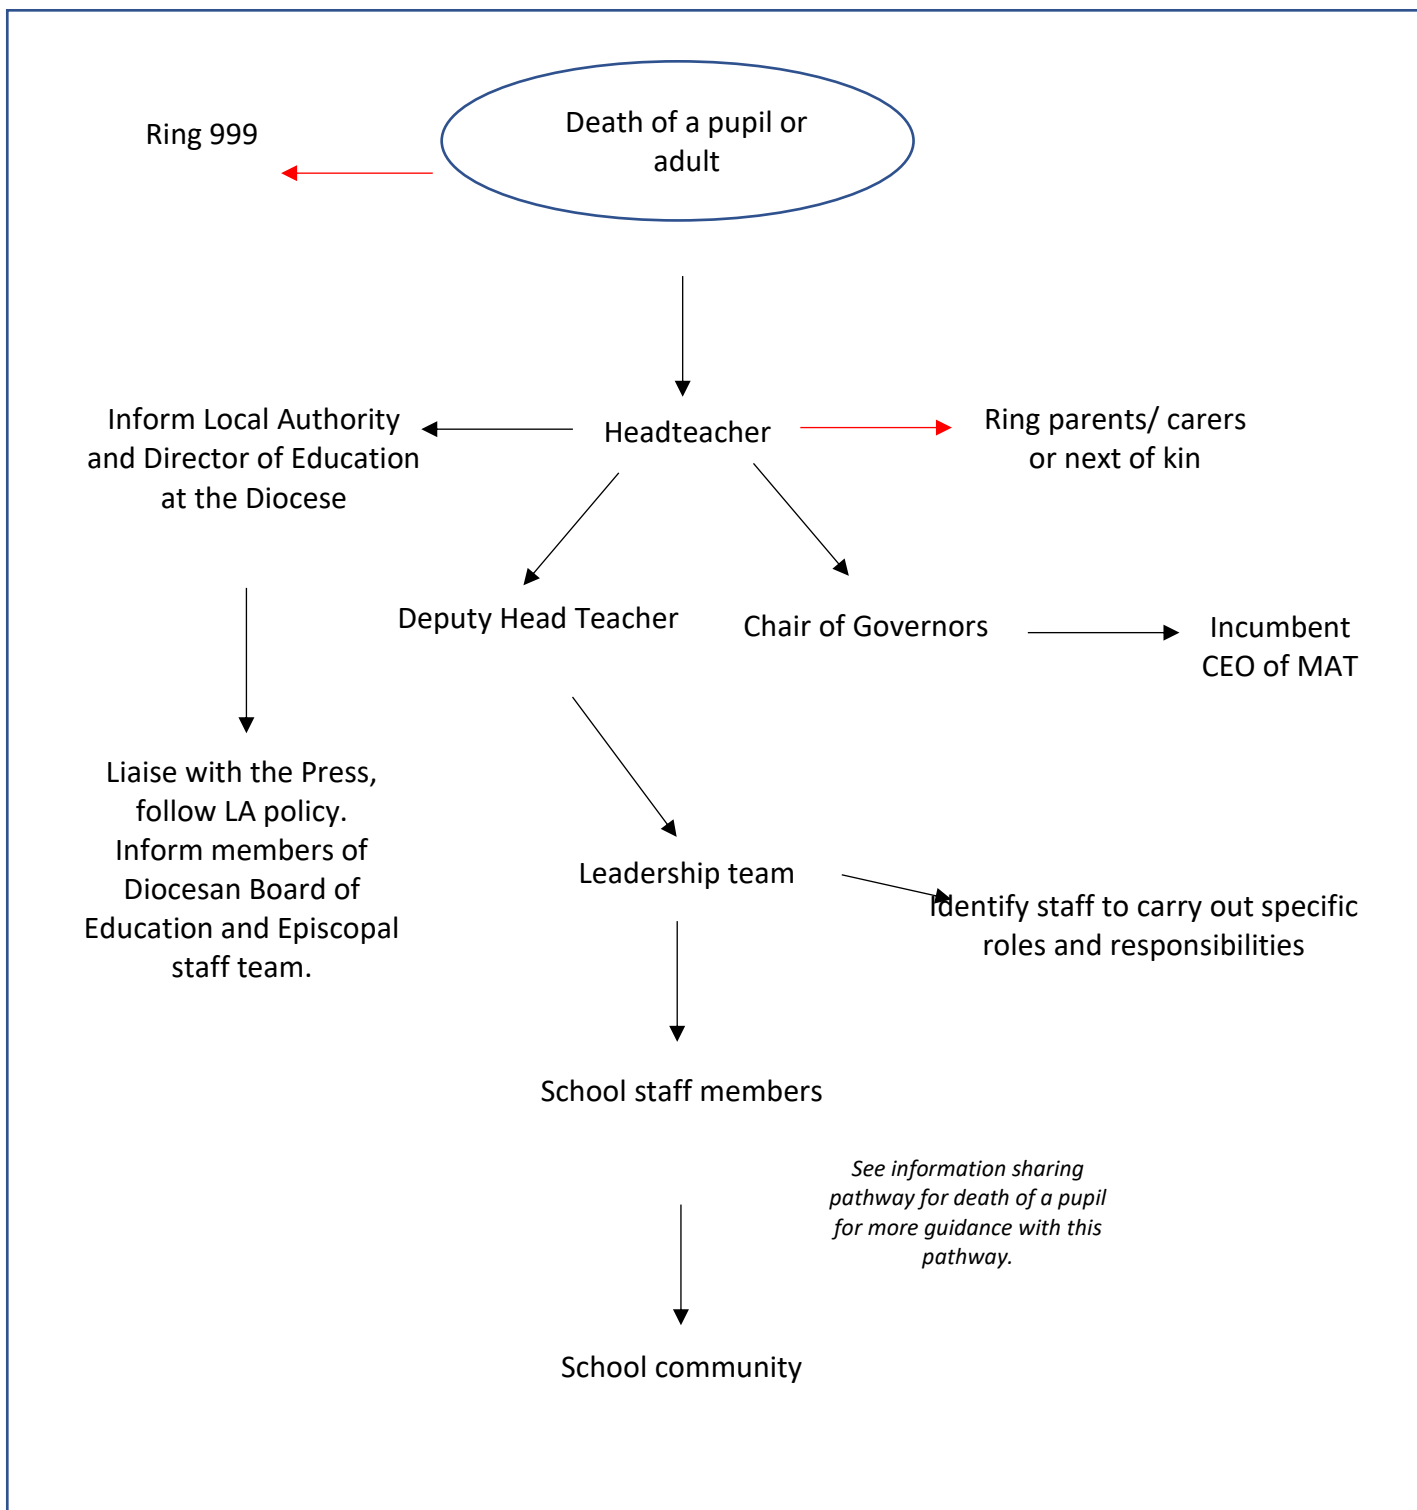 Ring 999
Death of a pupil or
adult
Inform Local Authority
and Director of Education
at the Diocese
Headteacher
Ring parents/ carers
or next of kin
Deputy Head Teacher
Chair of Governors
Incumbent
CEO of MAT
Liaise with the Press,
follow LA policy.
Inform members of
Diocesan Board of
Education and Episcopal
staff team.
Leadership team
Identify staff to carry out specific
roles and responsibilities
School staff members
See information sharing
pathway for death of a pupil
for more guidance with this
pathway.
School community